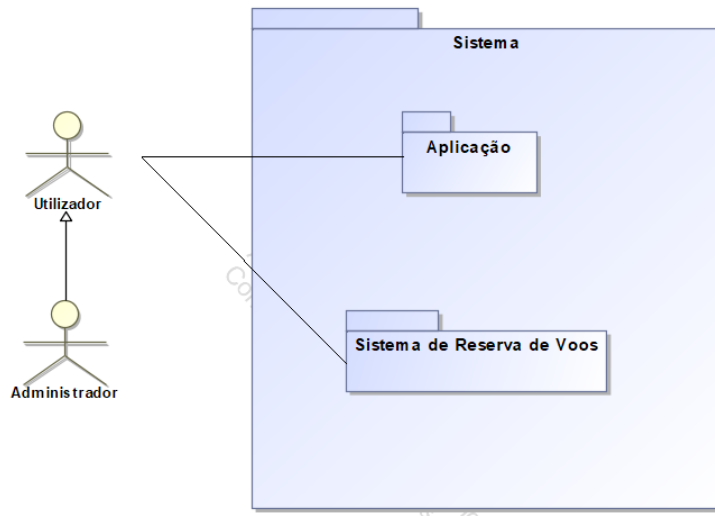 Sistema
Aplicação
Utilizador
Sistema de Reserva de Voos
Administrador